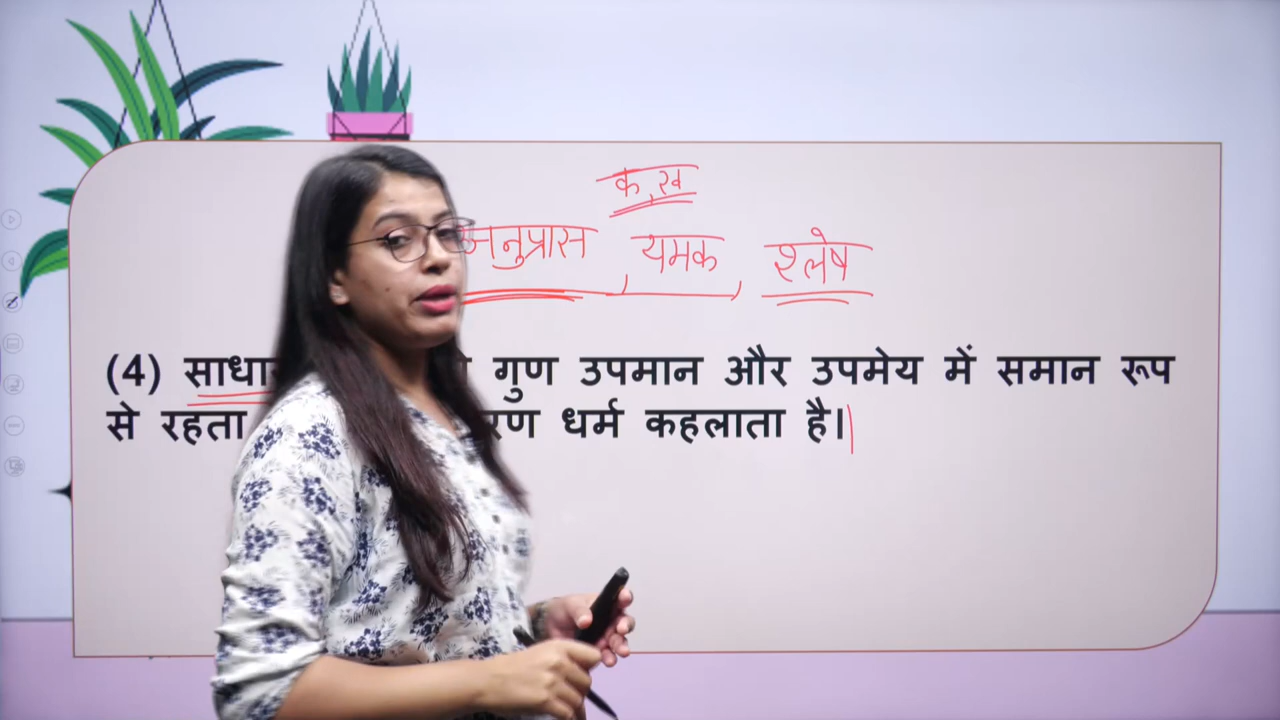 क, ख
अनुप्रास , यमक , श्लेष
(4) साधा गुण उपमान और उपमेय में समान रूप
से रहता रण धर्म कहलाता है।